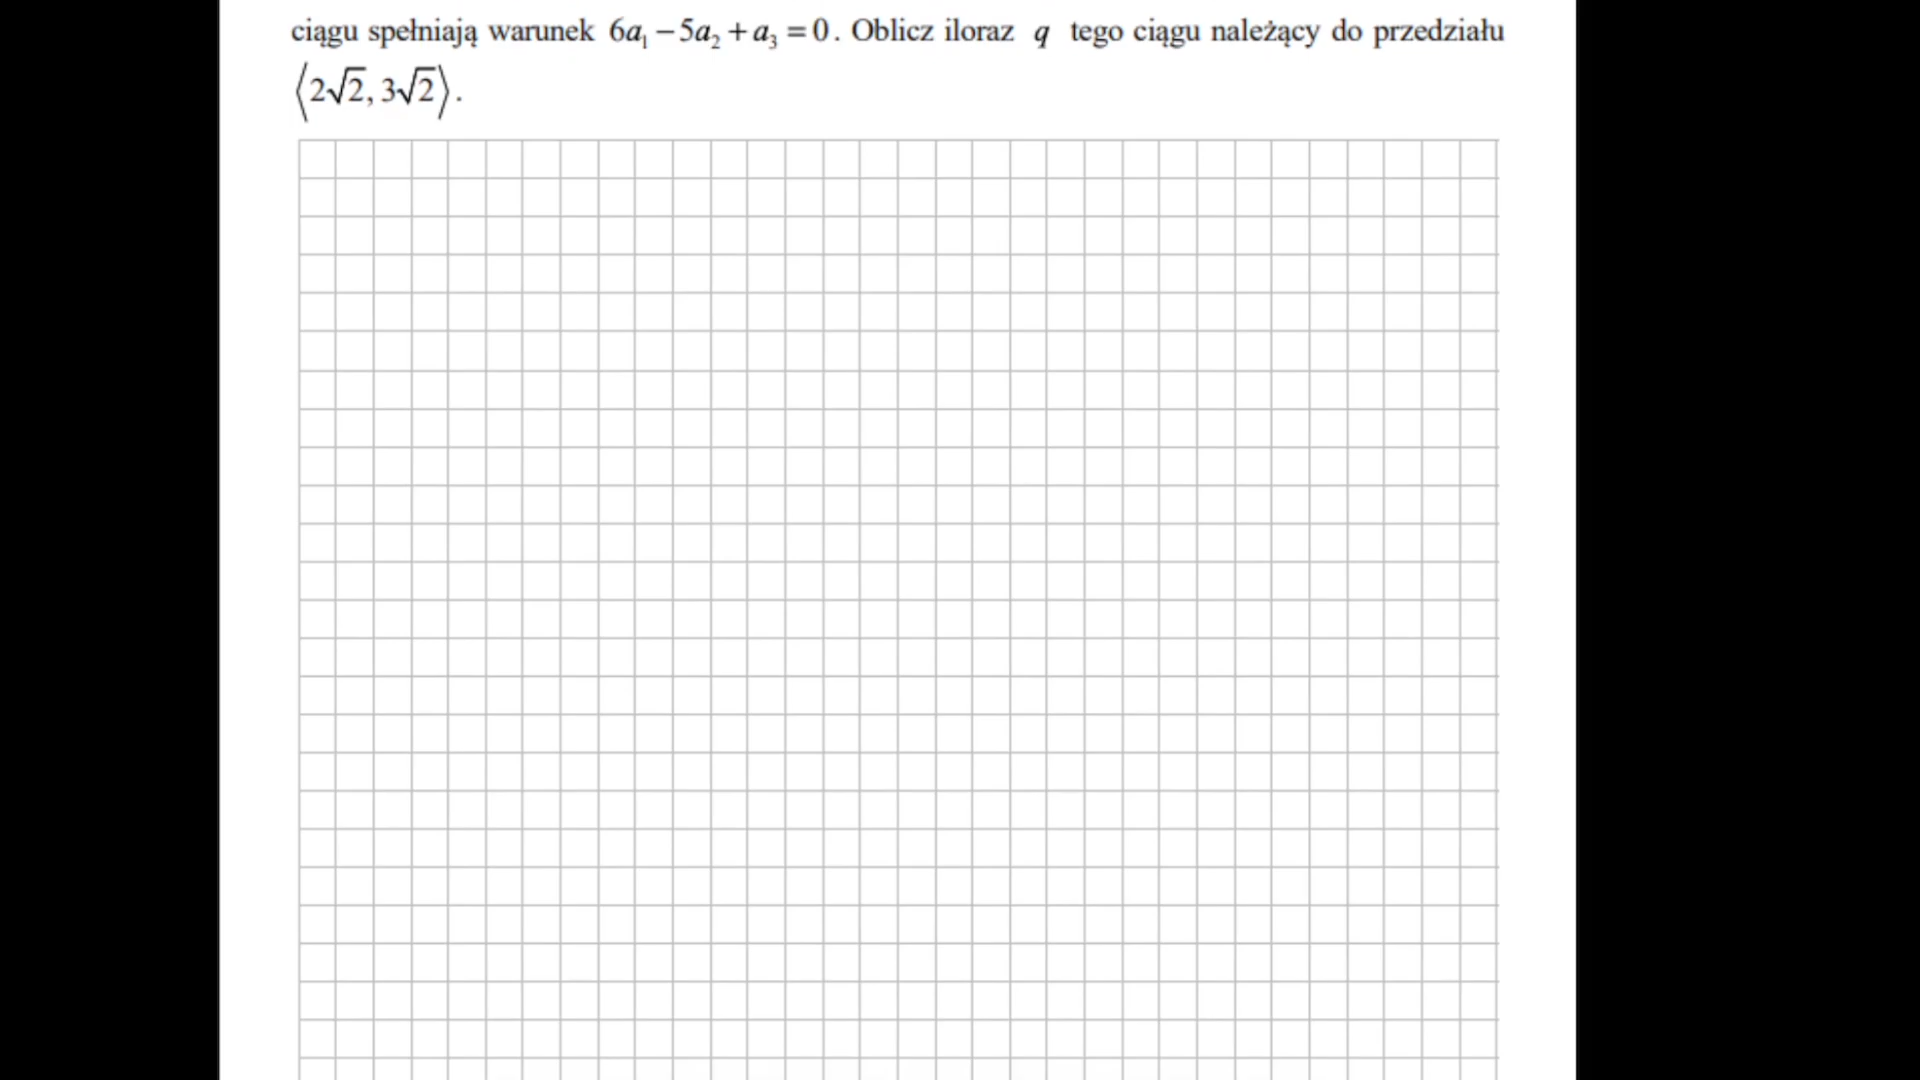 ciągu spełniają warunek 6a₁ − 5a₂ + a₃ = 0. Oblicz iloraz q tego ciągu należący do przedziału
⟨2√2, 3√2⟩.